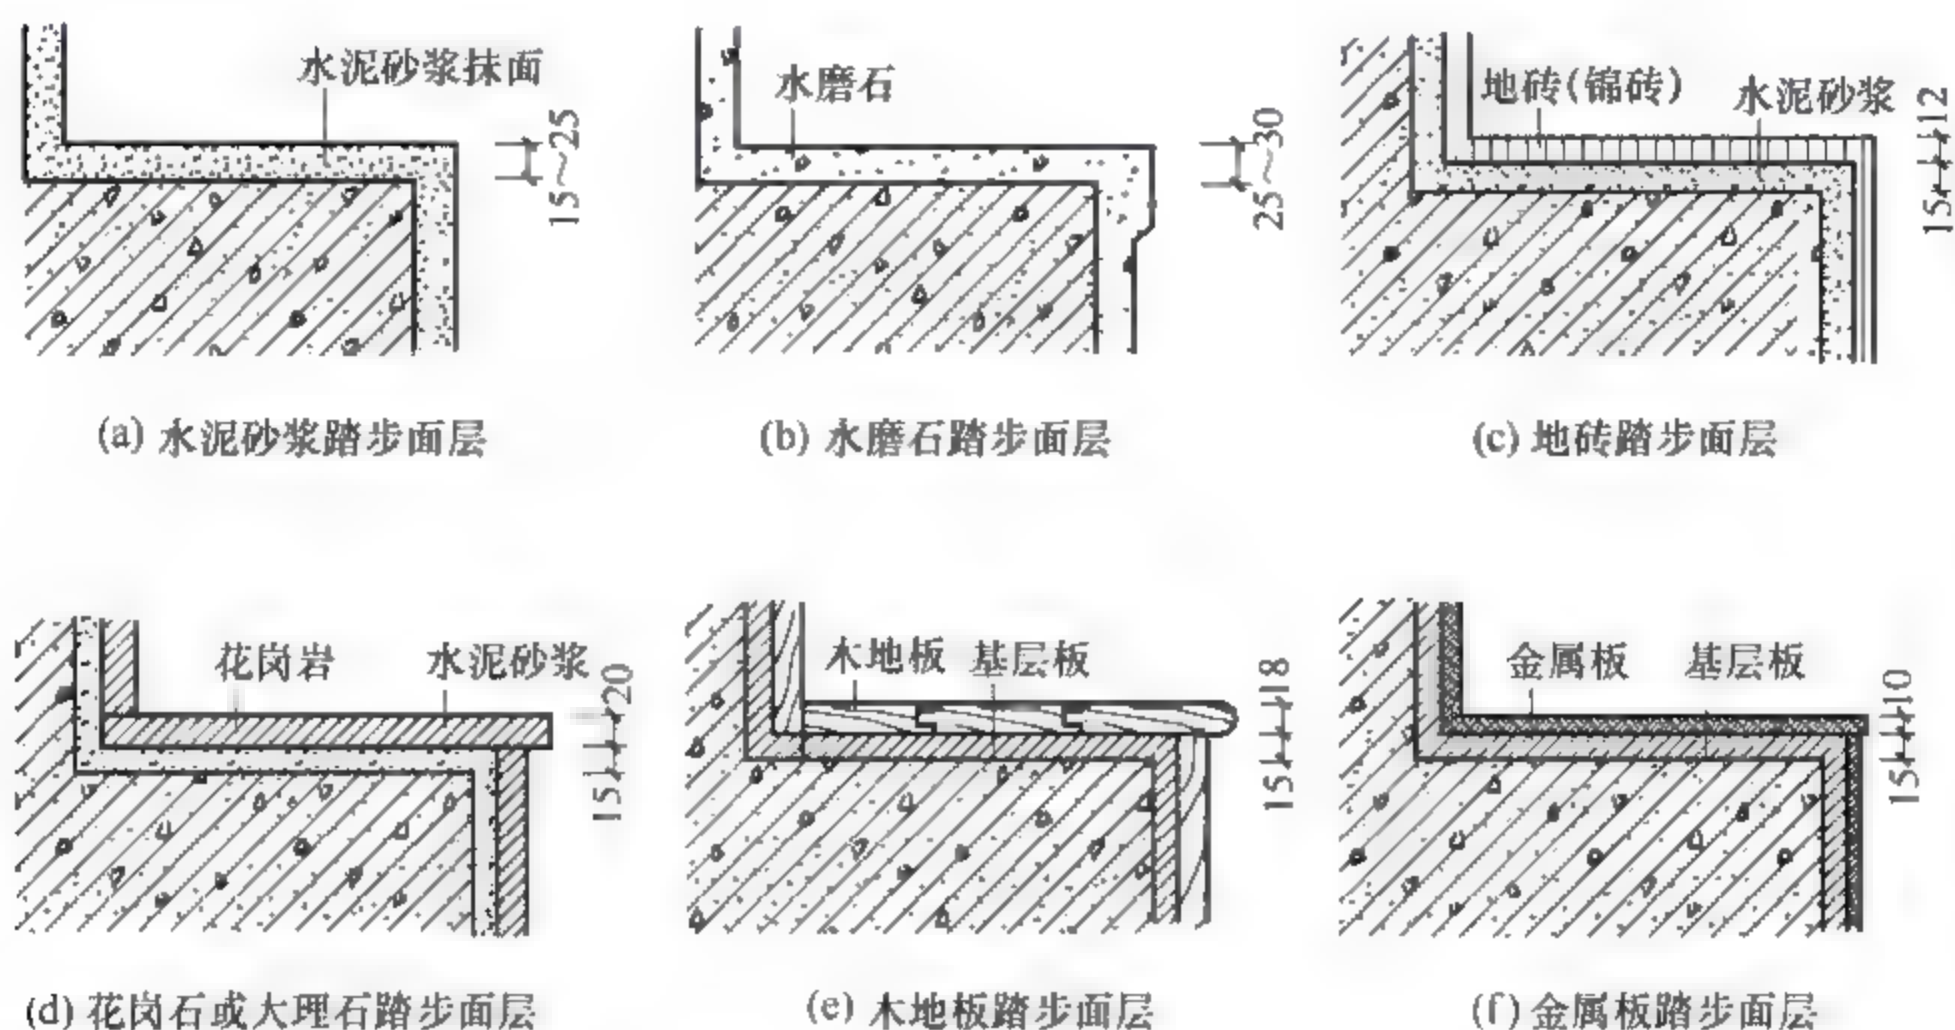 水泥砂浆抹面
15～25
(a) 水泥砂浆踏步面层
水磨石
25～30
(b) 水磨石踏步面层
地砖(锦砖)
水泥砂浆
15 12
(c) 地砖踏步面层
花岗岩
水泥砂浆
15 20
(d) 花岗石或大理石踏步面层
木地板 基层板
15 18
(e) 木地板踏步面层
金属板 基层板
15 10
(f) 金属板踏步面层